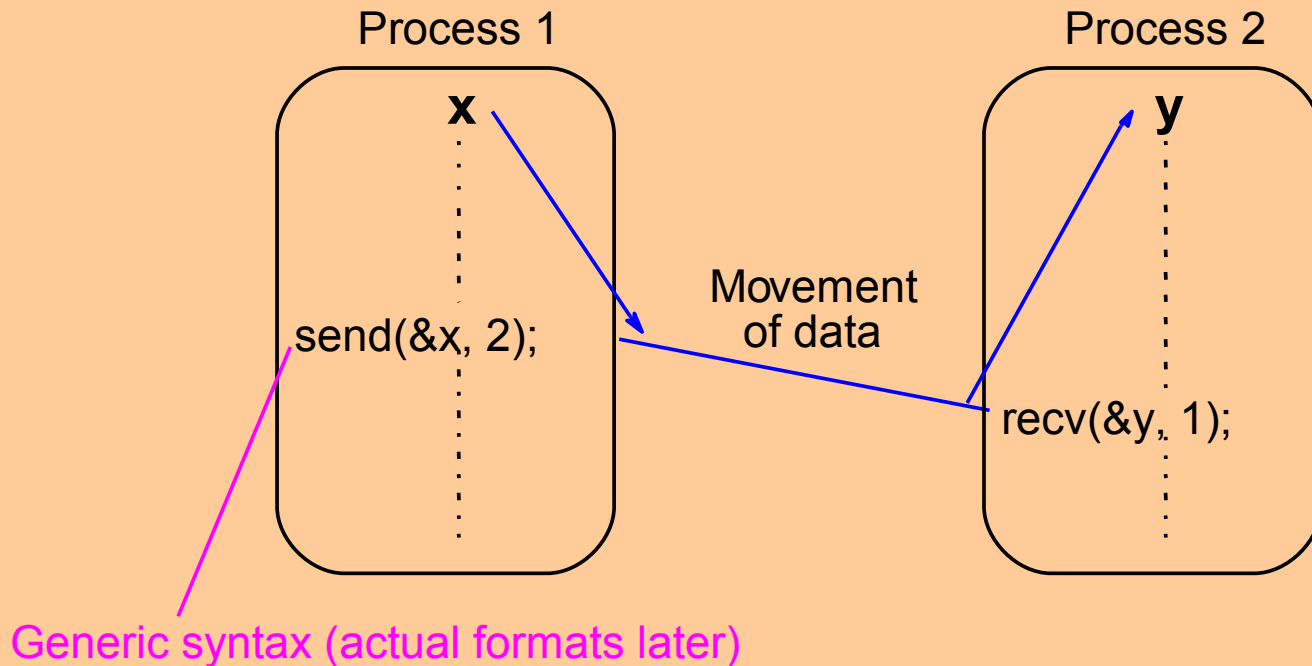 Process 1
Process 2
x
y
Movement
of data
send(&x, 2);
recv(&y, 1);
Generic syntax (actual formats later)